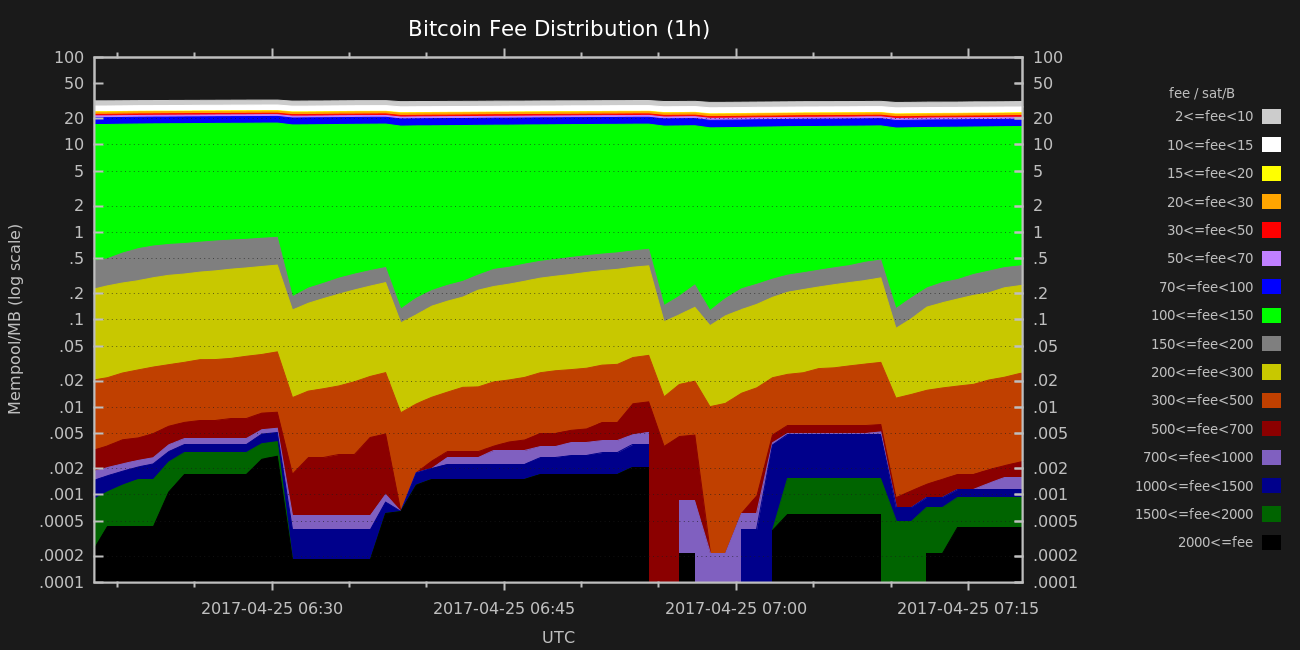 Bitcoin Fee Distribution (1h)
Mempool/MB (log scale)
100
50
20
10
5
2
1
.5
.2
.1
.05
.02
.01
.005
.002
.001
.0005
.0002
.0001
100
50
20
10
5
2
1
.5
.2
.1
.05
.02
.01
.005
.002
.001
.0005
.0002
.0001
2017-04-25 06:30
2017-04-25 06:45
2017-04-25 07:00
2017-04-25 07:15
UTC
fee / sat/B
2<=fee<10
10<=fee<15
15<=fee<20
20<=fee<30
30<=fee<50
50<=fee<70
70<=fee<100
100<=fee<150
150<=fee<200
200<=fee<300
300<=fee<500
500<=fee<700
700<=fee<1000
1000<=fee<1500
1500<=fee<2000
2000<=fee